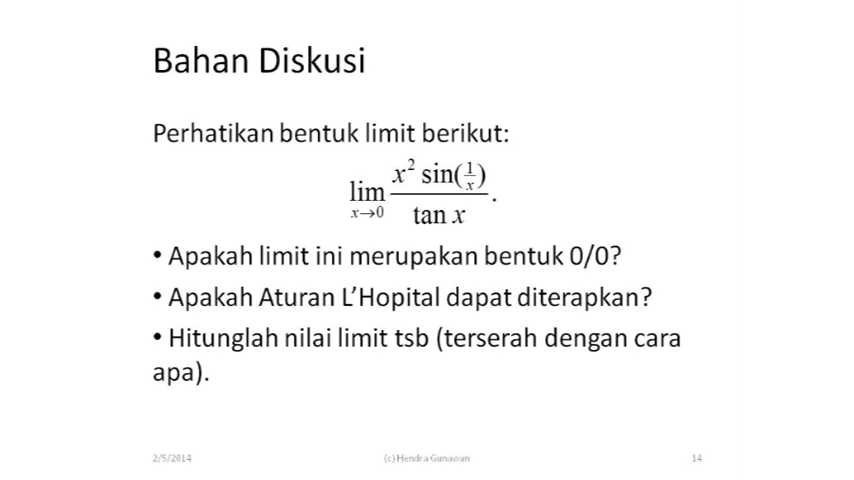 Bahan Diskusi
Perhatikan bentuk limit berikut:
lim x→0 x² sin(1/x) / tan x .
• Apakah limit ini merupakan bentuk 0/0?
• Apakah Aturan L’Hopital dapat diterapkan?
• Hitunglah nilai limit tsb (terserah dengan cara
apa).
2/5/2014 (c) Hendra Gunawan 14